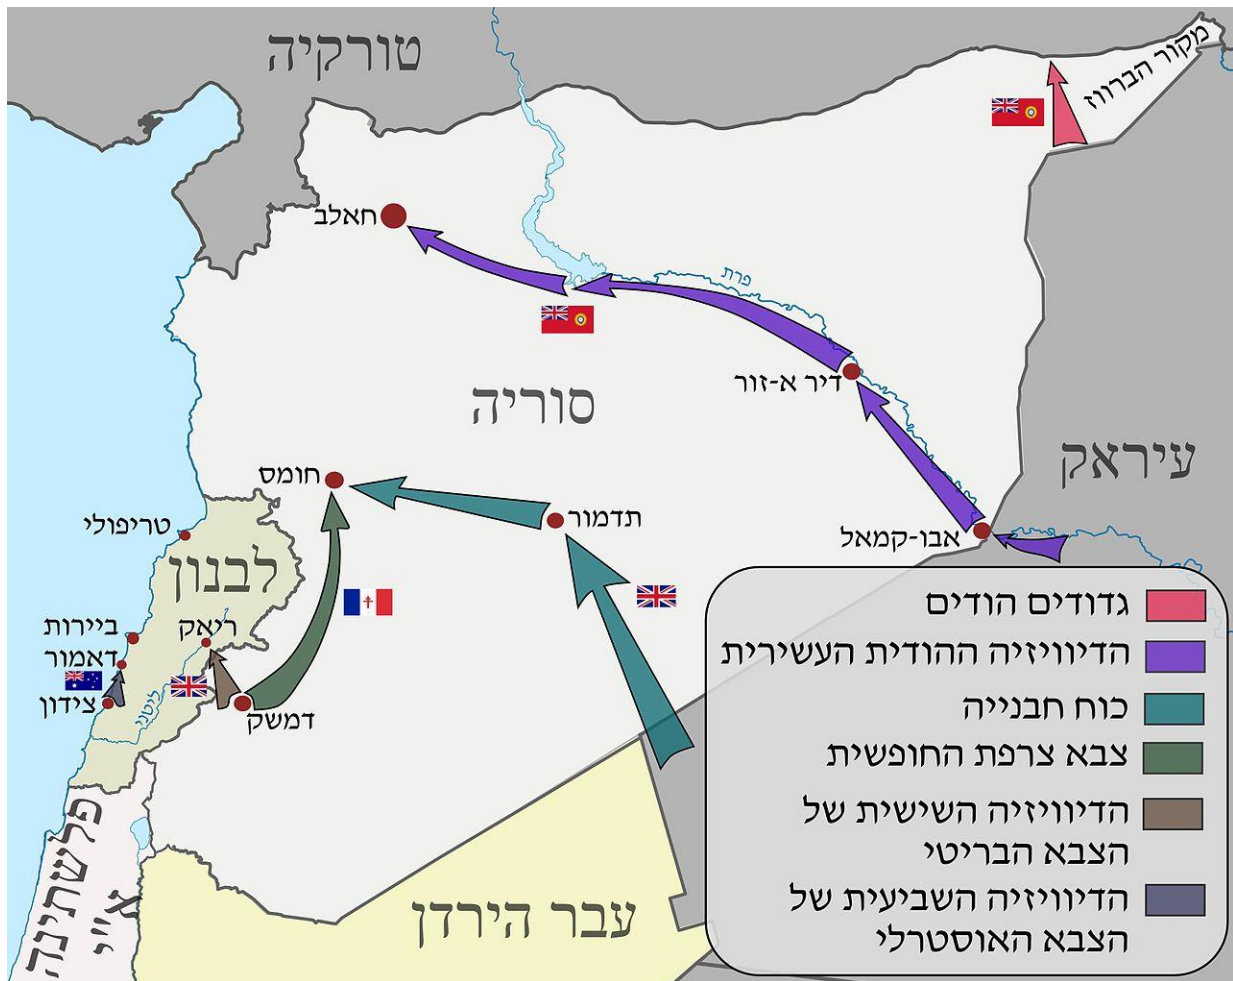 טורקיה
מקור הברווז
חאלב
פרת
דיר א-זור
סוריה
עיראק
חומס
תדמור
אבו-קמאל
טריפולי
לבנון
ביירות
ריאק
דאמור
צידון
ליטני
דמשק
פלשתינה
א"י
עבר הירדן
גדודים הודים
הדיוויזיה ההודית העשירית
כוח חבנייה
צבא צרפת החופשית
הדיוויזיה השישית של
הצבא הבריטי
הדיוויזיה השביעית של
הצבא האוסטרלי